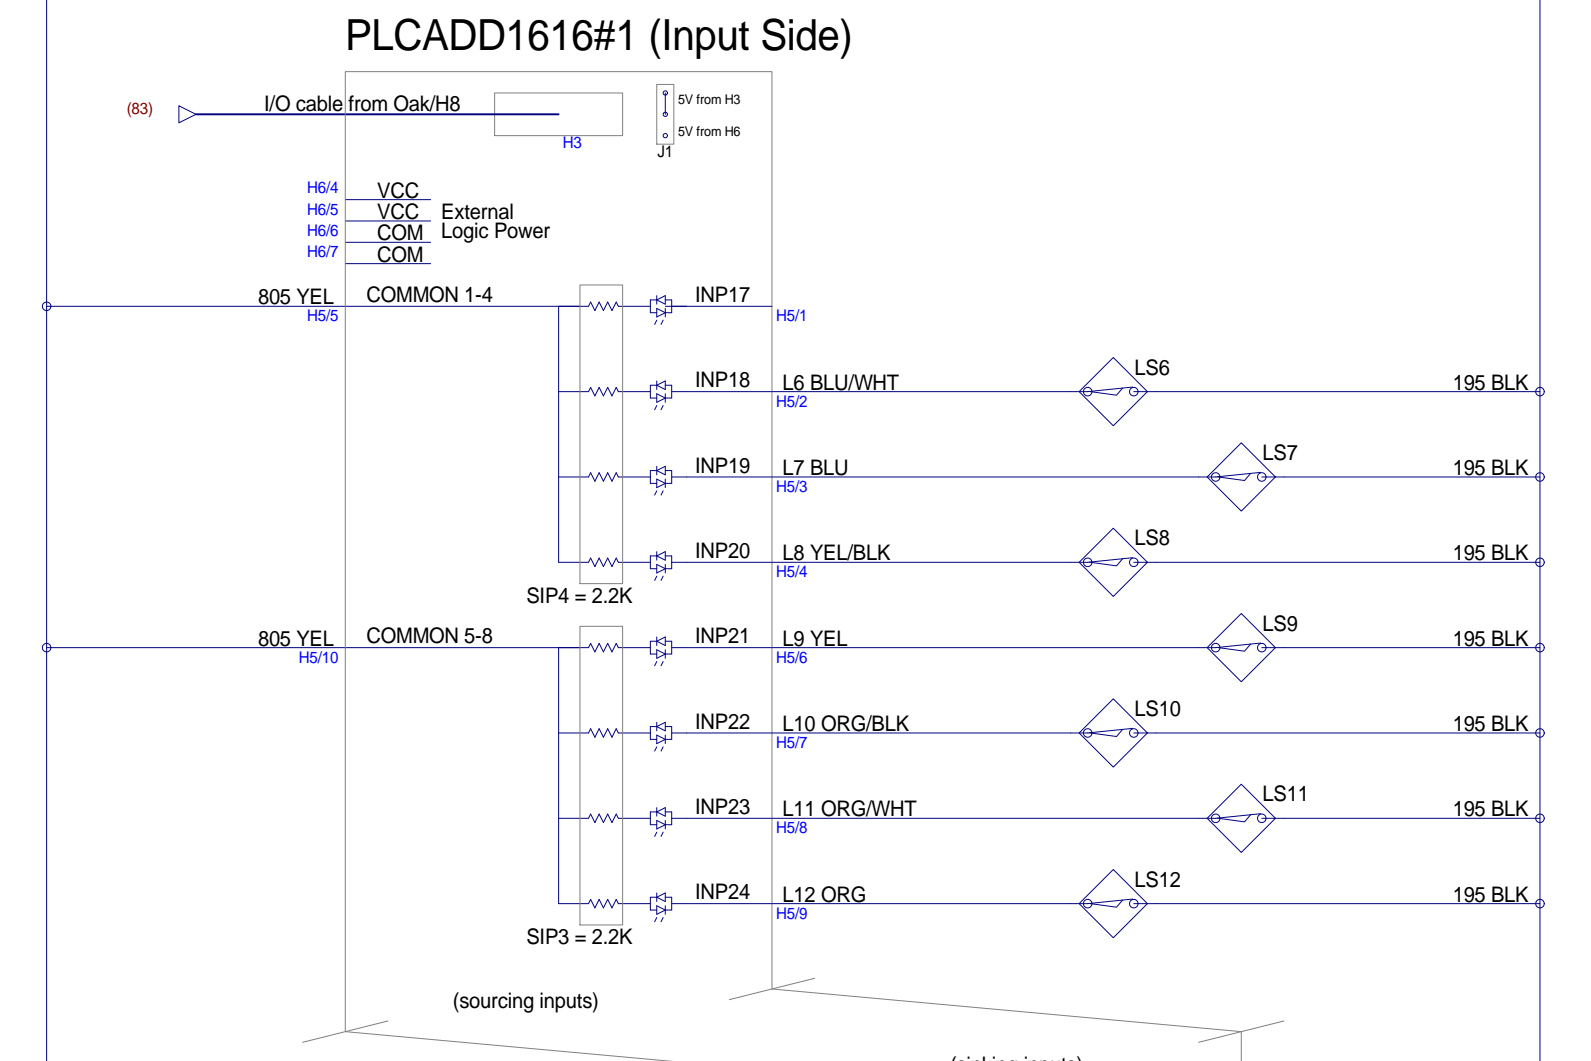 PLCADD1616#1 (Input Side)
(83)
I/O cable from Oak/H8
H3
5V from H3
5V from H6
J1
H6/4 VCC
H6/5 VCC External
H6/6 COM Logic Power
H6/7 COM
805 YEL COMMON 1-4 INP17
H5/5 H5/1
INP18 L6 BLU/WHT LS6 195 BLK
H5/2
INP19 L7 BLU LS7 195 BLK
H5/3
INP20 L8 YEL/BLK LS8 195 BLK
H5/4
SIP4 = 2.2K
805 YEL COMMON 5-8 INP21 L9 YEL LS9 195 BLK
H5/10 H5/6
INP22 L10 ORG/BLK LS10 195 BLK
H5/7
INP23 L11 ORG/WHT LS11 195 BLK
H5/8
INP24 L12 ORG LS12 195 BLK
H5/9
SIP3 = 2.2K
(sourcing inputs)
(sinking inputs)